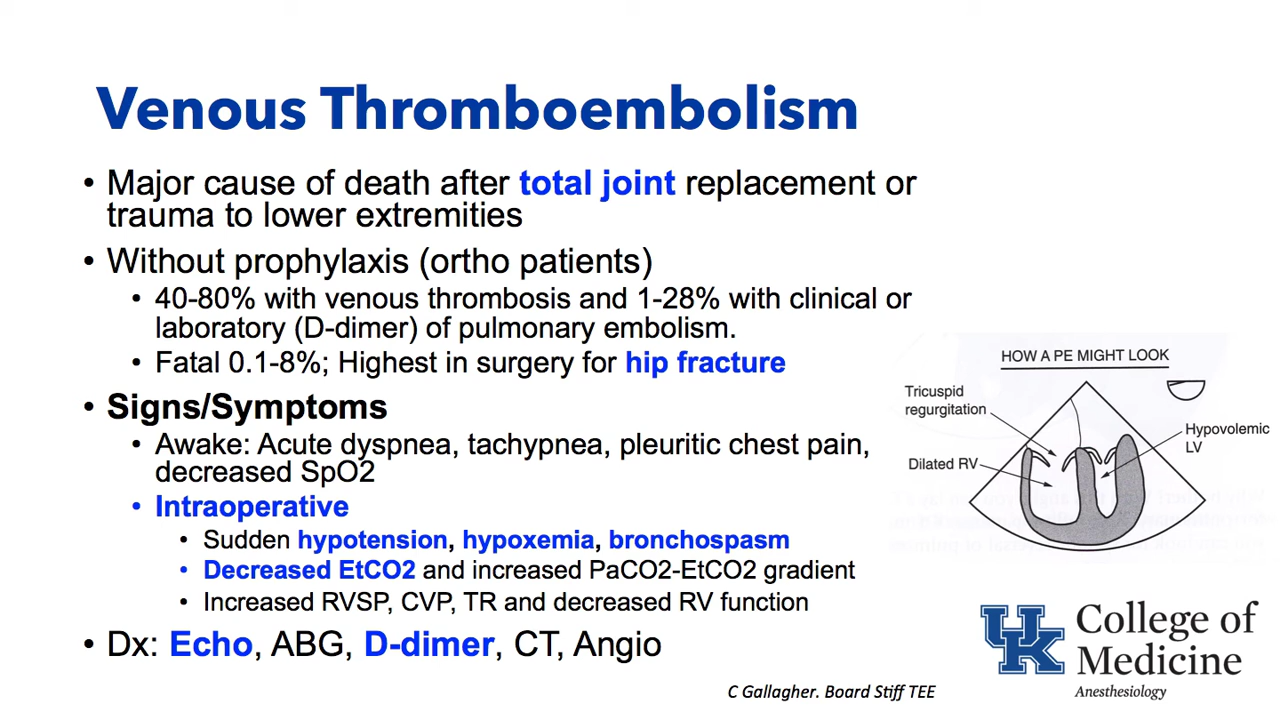 Venous Thromboembolism
• Major cause of death after total joint replacement or
trauma to lower extremities
• Without prophylaxis (ortho patients)
• 40-80% with venous thrombosis and 1-28% with clinical or
laboratory (D-dimer) of pulmonary embolism.
• Fatal 0.1-8%; Highest in surgery for hip fracture
• Signs/Symptoms
• Awake: Acute dyspnea, tachypnea, pleuritic chest pain,
decreased SpO2
• Intraoperative
• Sudden hypotension, hypoxemia, bronchospasm
• Decreased EtCO2 and increased PaCO2-EtCO2 gradient
• Increased RVSP, CVP, TR and decreased RV function
• Dx: Echo, ABG, D-dimer, CT, Angio
HOW A PE MIGHT LOOK
Tricuspid
regurgitation
Dilated RV
Hypovolemic
LV
C Gallagher. Board Stiff TEE
UK
College of
Medicine
Anesthesiology